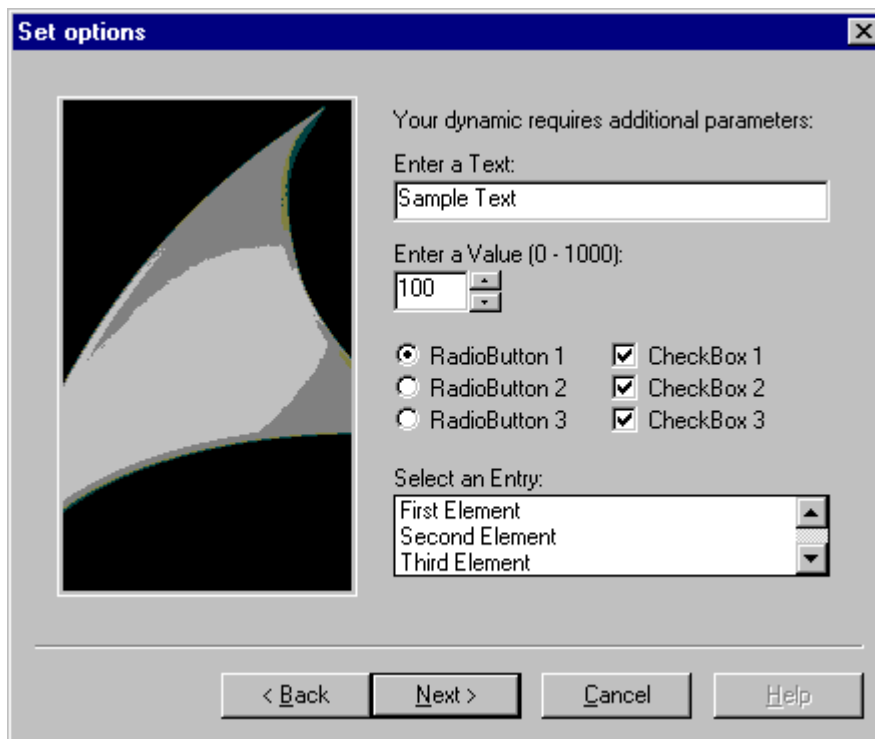 Set options
Your dynamic requires additional parameters:
Enter a Text:
Sample Text
Enter a Value (0 - 1000):
100
RadioButton 1 CheckBox 1
RadioButton 2 CheckBox 2
RadioButton 3 CheckBox 3
Select an Entry:
First Element
Second Element
Third Element
< Back Next > Cancel Help